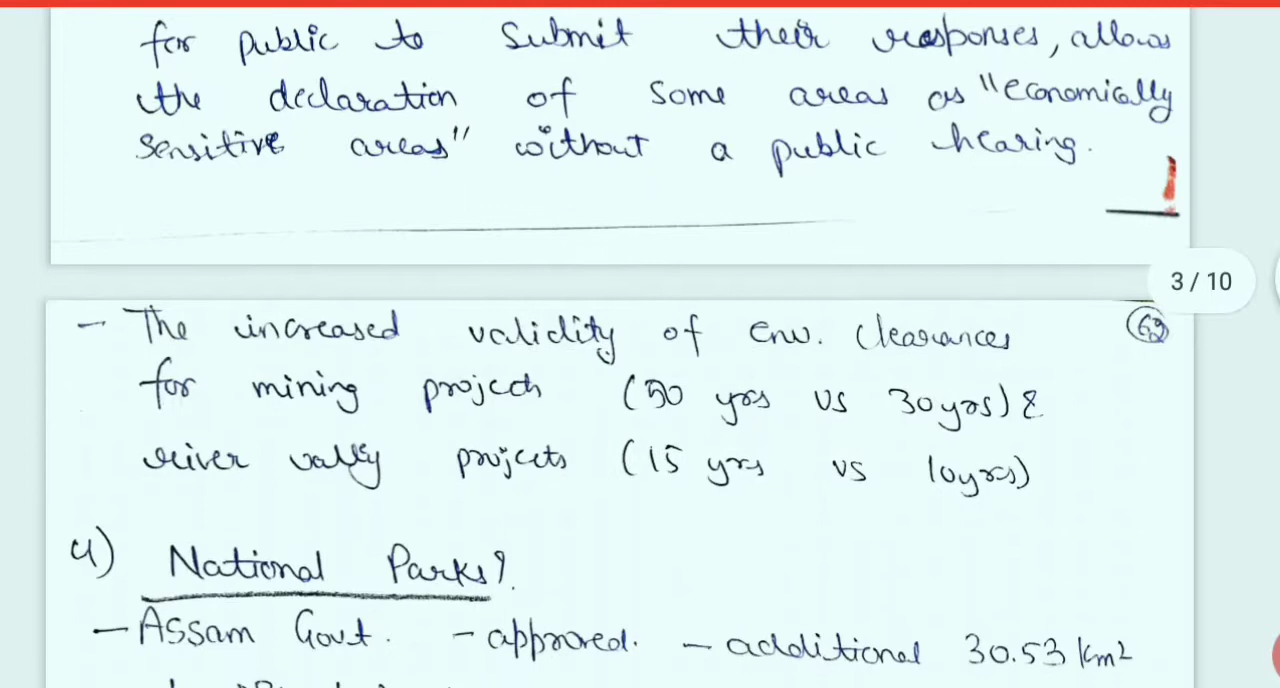 for public to submit their responses, allows
the declaration of some areas as "economically
sensitive areas" without a public hearing.
3 / 10
- The increased validity of env. clearances
for mining projects (50 yrs vs 30 yrs) &
river valley projects (15 yrs vs 10 yrs)
4) National Parks?
- Assam Govt. - approved. - additional 30.53 km2